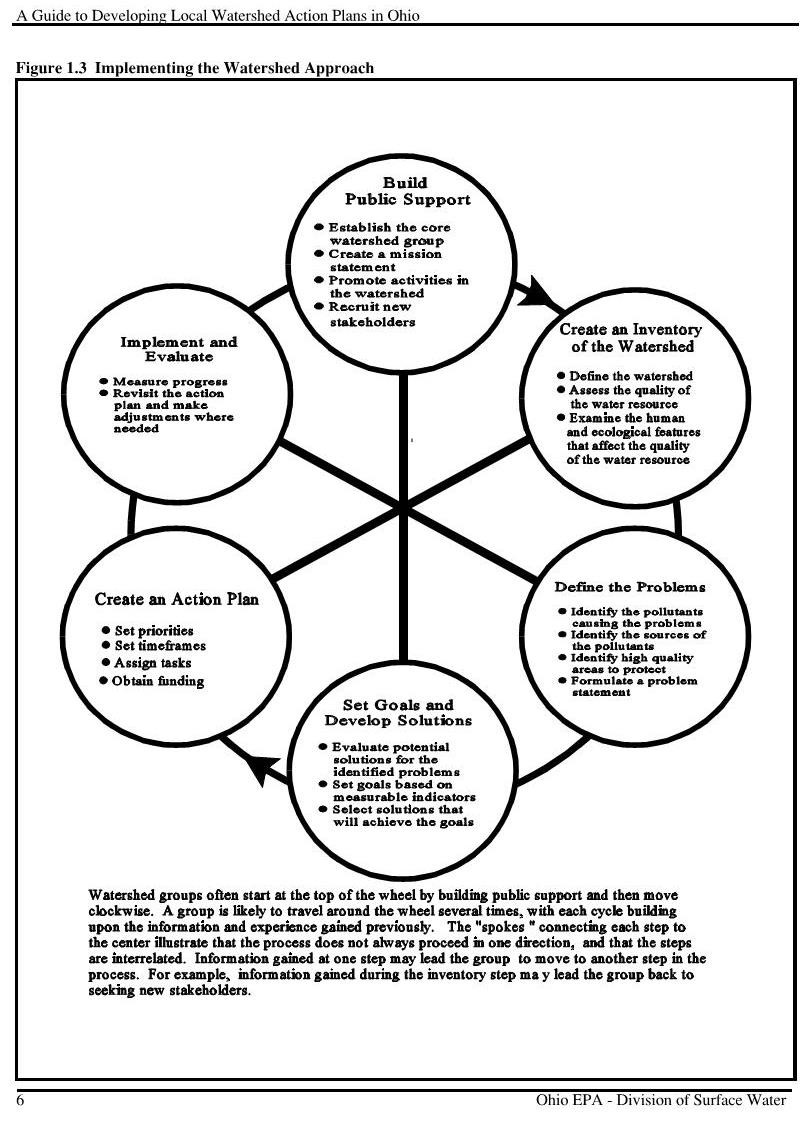 A Guide to Developing Local Watershed Action Plans in Ohio
Figure 1.3  Implementing the Watershed Approach
Build
Public Support
● Establish the core
watershed group
● Create a mission
statement
● Promote activities in
the watershed
● Recruit new
stakeholders
Create an Inventory
of the Watershed
● Define the watershed
● Assess the quality of
the water resource
● Examine the human
and ecological features
that affect the quality
of the water resource
Define the Problems
● Identify the pollutants
causing the problems
● Identify the sources of
the pollutants
● Identify high quality
areas to protect
● Formulate a problem
statement
Set Goals and
Develop Solutions
● Evaluate potential
solutions for the
identified problems
● Set goals based on
measurable indicators
● Select solutions that
will achieve the goals
Create an Action Plan
● Set priorities
● Set timeframes
● Assign tasks
● Obtain funding
Implement and
Evaluate
● Measure progress
● Revisit the action
plan and make
adjustments where
needed
Watershed groups often start at the top of the wheel by building public support and then move
clockwise.  A group is likely to travel around the wheel several times, with each cycle building
upon the information and experience gained previously.  The "spokes " connecting each step to
the center illustrate that the process does not always proceed in one direction, and that the steps
are interrelated.  Information gained at one step may lead the group to move to another step in the
process.  For example, information gained during the inventory step ma y lead the group back to
seeking new stakeholders.
6
Ohio EPA - Division of Surface Water